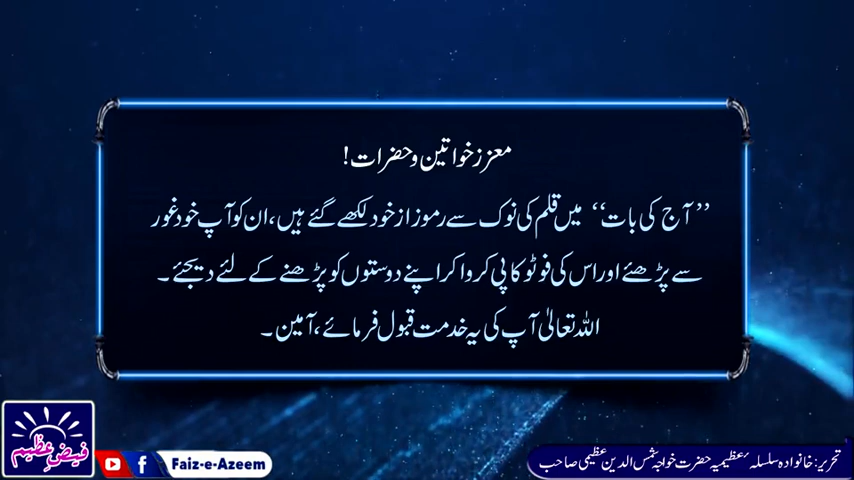 معزز خواتین و حضرات !
’’آج کی بات‘‘ میں قلم کی نوک سے رموز از خود لکھے گئے ہیں، ان کو آپ خود غور
سے پڑھئے اور اس کی فوٹو کاپی کروا کر اپنے دوستوں کو پڑھنے کے لئے دیجئے۔
اللہ تعالیٰ آپ کی یہ خدمت قبول فرمائے، آمین۔
فیضِ عظیم
Faiz-e-Azeem
تحریر: خانوادہ سلسلہ عظیمیہ حضرت خواجہ شمس الدین عظیمی صاحب